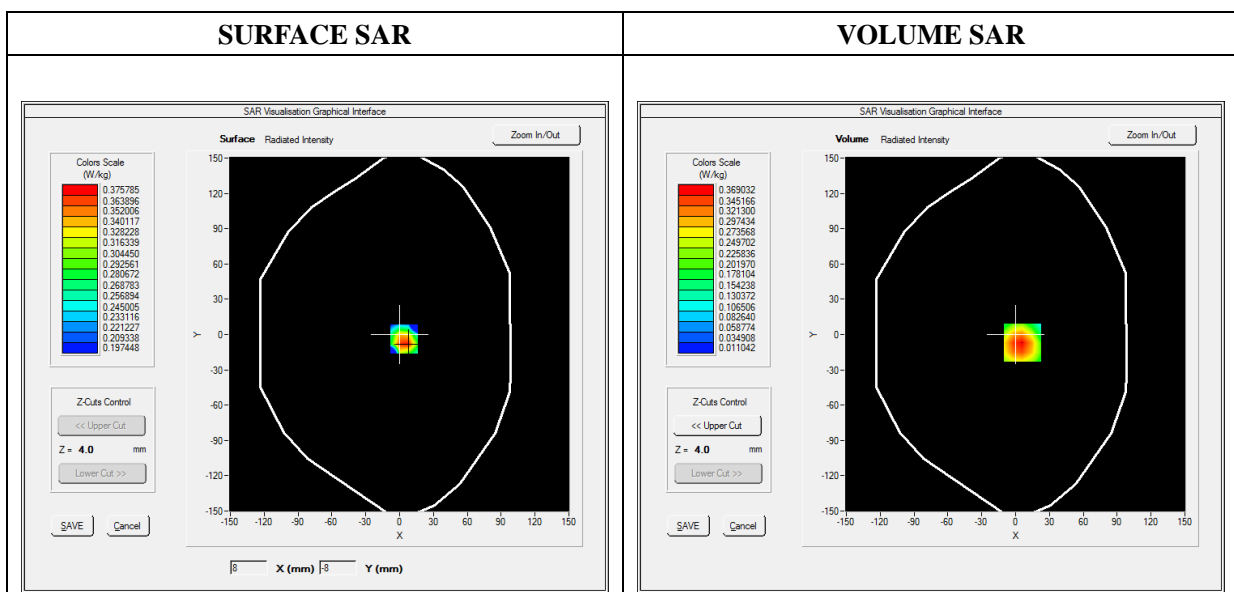 SURFACE SAR
VOLUME SAR
SAR Visualisation Graphical Interface
Surface Radiated Intensity
Zoom In/Out
Colors Scale
(W/kg)
0.375785
0.363896
0.352006
0.340117
0.328228
0.316339
0.304450
0.292561
0.280672
0.268783
0.256894
0.245005
0.233116
0.221227
0.209338
0.197448
150
120
90
60
30
0
-30
-60
-90
-120
-150
Y
-150 -120 -90 -60 -30 0 30 60 90 120 150
X
Z-Cuts Control
<< Upper Cut
Z = 4.0 mm
Lower Cut >>
SAVE Cancel
8 X (mm) -8 Y (mm)
SAR Visualisation Graphical Interface
Volume Radiated Intensity
Zoom In/Out
Colors Scale
(W/kg)
0.369032
0.345166
0.321300
0.297434
0.273568
0.249702
0.225836
0.201970
0.178104
0.154238
0.130372
0.106506
0.082640
0.058774
0.034908
0.011042
150
120
90
60
30
0
-30
-60
-90
-120
-150
Y
-150 -120 -90 -60 -30 0 30 60 90 120 150
X
Z-Cuts Control
<< Upper Cut
Z = 4.0 mm
Lower Cut >>
SAVE Cancel